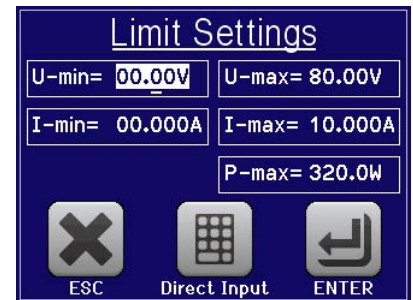 Limit Settings
U-min= 00.00V U-max= 80.00V
I-min= 00.000A I-max= 10.000A
P-max= 320.0W
ESC Direct Input ENTER